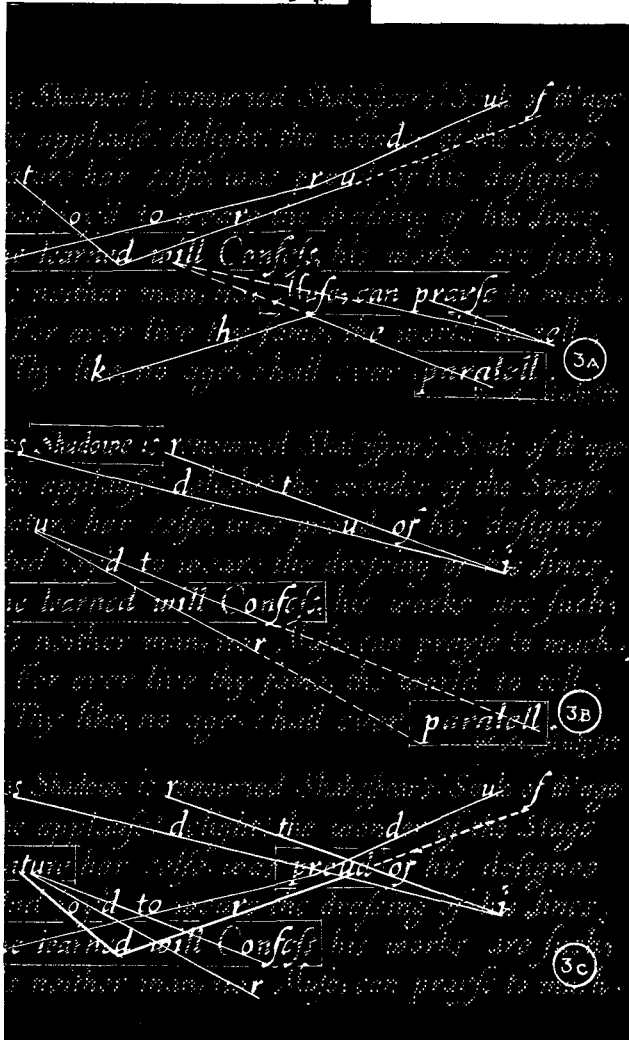 s Shadowe is renowned Shakespear's? Soule of th'age
applause? delight? the wonder of the Stage.
ture her selfe, was proud of his designes
joy'd to weare the dressing of his lines;
e learned will Confess, his works are such,
neither man, nor Muse, can prayse to much.
For ever live thy fame, the world to tell,
Thy like, no age, shall ever paralell.
3A
s Shadowe is renowned Shakespear's? Soule of th'age
applause? delight? the wonder of the Stage.
ature her selfe, was proud of his designes
joy'd to weare, the dressing of his lines;
e learned will Confess, his works are such,
neither man, nor Muse, can prayse to much.
For ever live thy fame, the world to tell,
Thy like, no age, shall ever paralell.
3B
s Shadowe is renowned Shakespear's? Soule of th'age
applause? delight? the wonder of the Stage.
ature her selfe, was proud of his designes
joy'd to weare the dressing of his lines;
e learned will Confess, his works are such,
neither man, nor Muse, can prayse to much.
3C